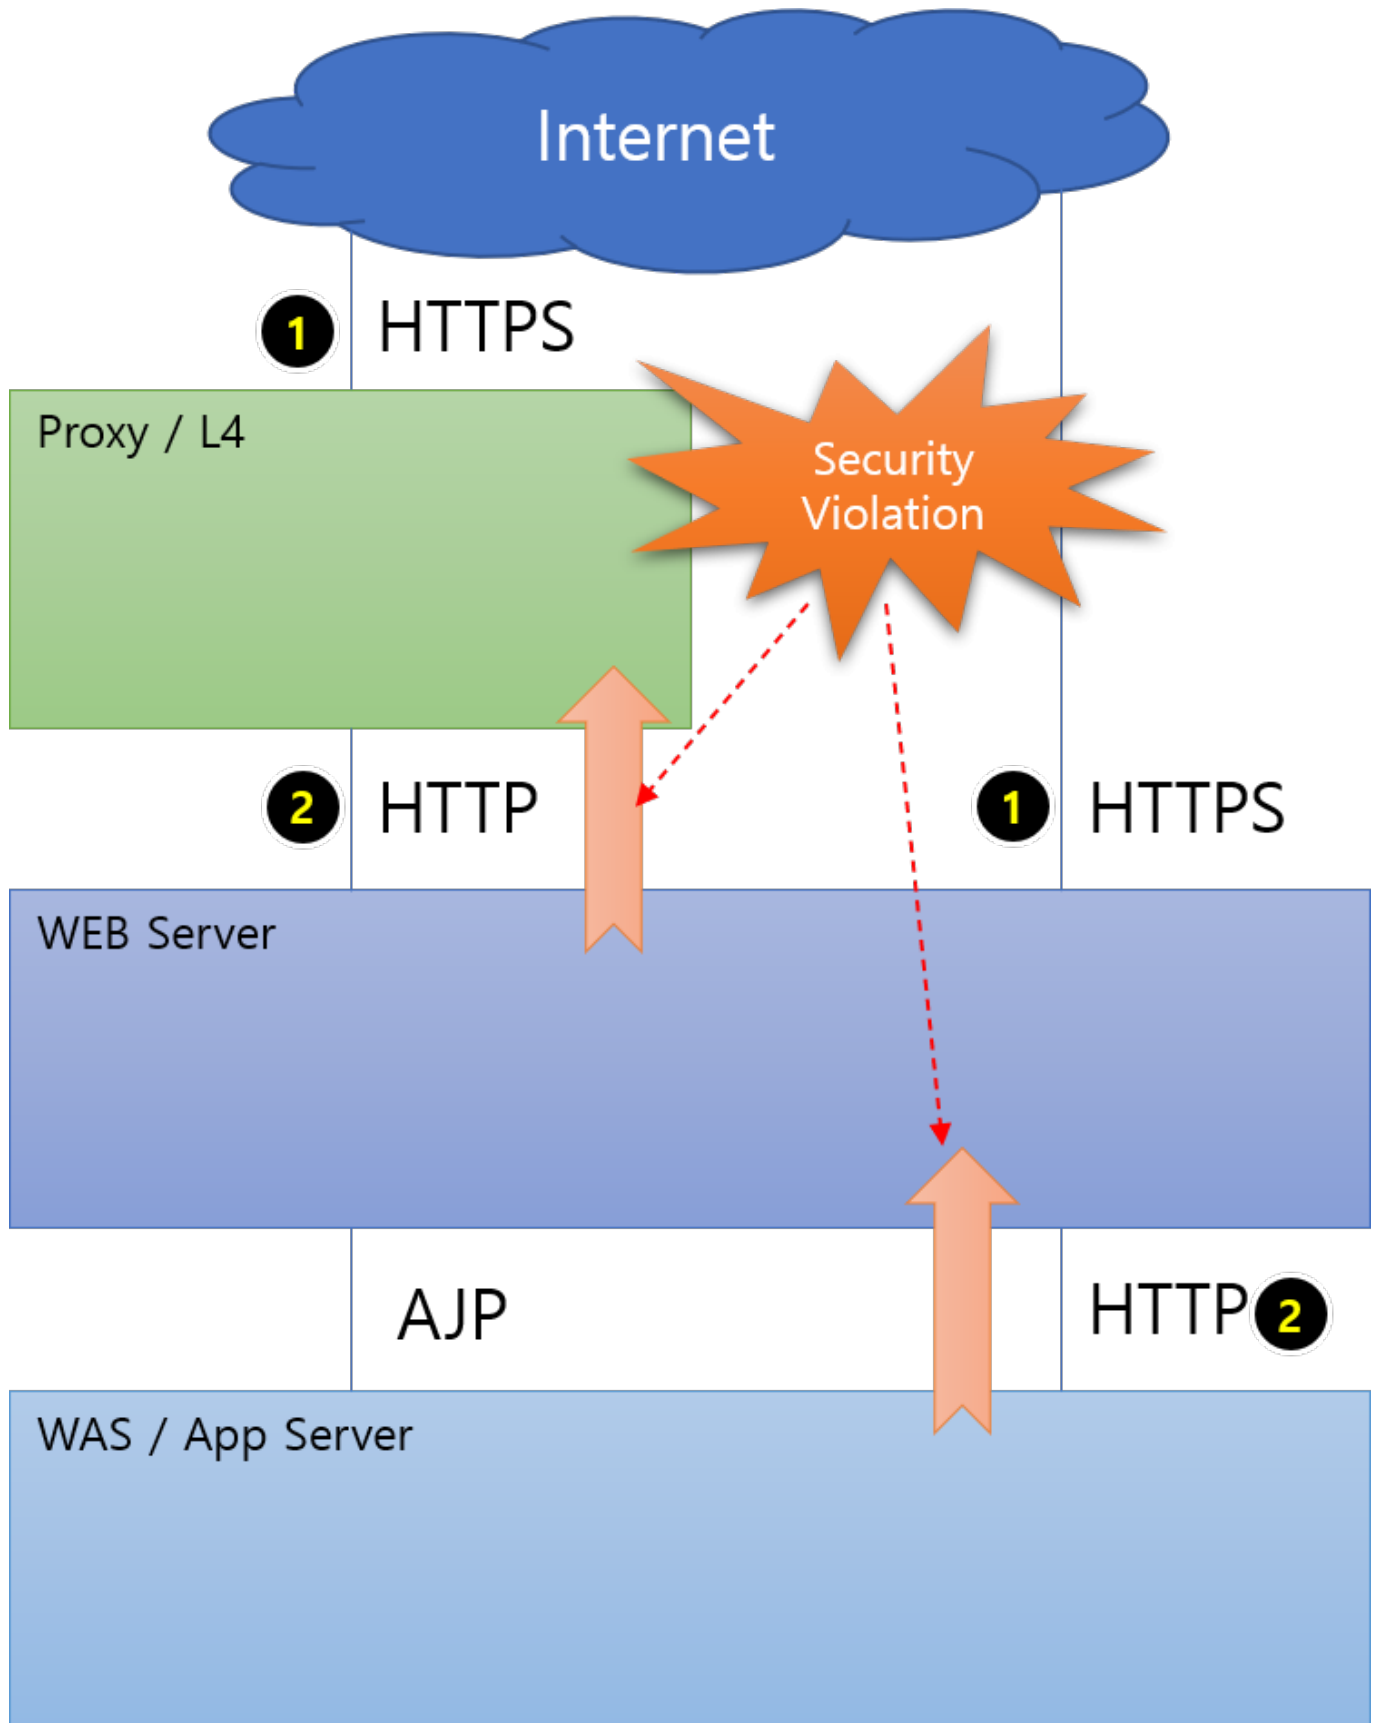 Internet
1 HTTPS
Proxy / L4
Security
Violation
2 HTTP
1 HTTPS
WEB Server
AJP
HTTP 2
WAS / App Server